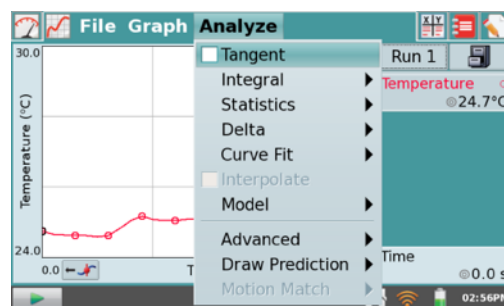 File Graph Analyze
30.0
Temperature (°C)
24.0
0.0
T
Tangent
Integral
Statistics
Delta
Curve Fit
Interpolate
Model
Advanced
Draw Prediction
Motion Match
X Y
Run 1
Temperature
24.7°C
Time
0.0 s
02:56PM